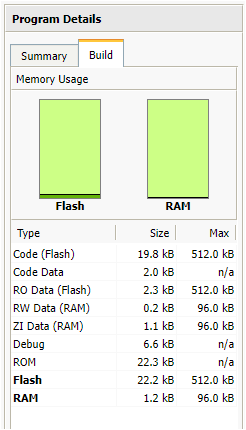 Program Details
Summary Build
Memory Usage
Flash RAM
Type Size Max
Code (Flash) 19.8 kB 512.0 kB
Code Data 2.0 kB n/a
RO Data (Flash) 2.3 kB 512.0 kB
RW Data (RAM) 0.2 kB 96.0 kB
ZI Data (RAM) 1.1 kB 96.0 kB
Debug 6.6 kB n/a
ROM 22.3 kB n/a
Flash 22.2 kB 512.0 kB
RAM 1.2 kB 96.0 kB